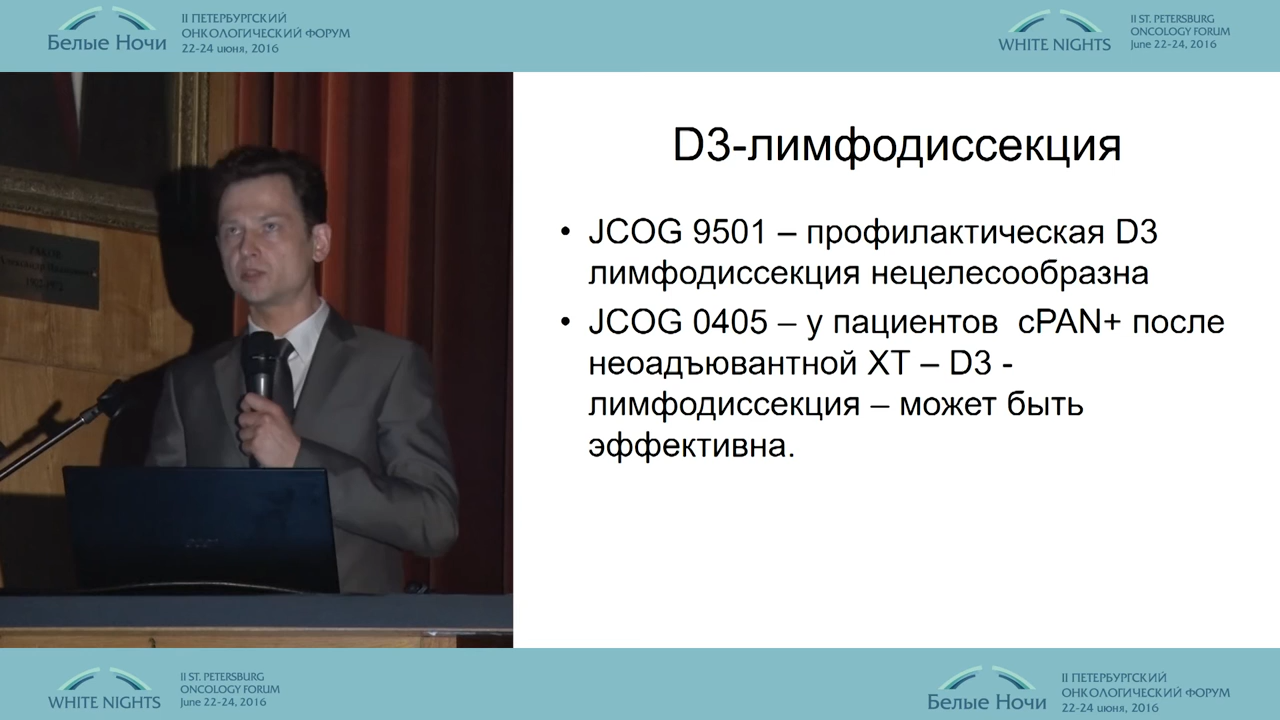 Белые Ночи
II ПЕТЕРБУРГСКИЙ
ОНКОЛОГИЧЕСКИЙ ФОРУМ
22-24 июня, 2016
WHITE NIGHTS
II ST. PETERSBURG
ONCOLOGY FORUM
June 22-24, 2016
D3-лимфодиссекция
• JCOG 9501 – профилактическая D3
лимфодиссекция нецелесообразна
• JCOG 0405 – у пациентов cPAN+ после
неоадъювантной ХТ – D3 -
лимфодиссекция – может быть
эффективна.
WHITE NIGHTS
II ST. PETERSBURG
ONCOLOGY FORUM
June 22-24, 2016
Белые Ночи
II ПЕТЕРБУРГСКИЙ
ОНКОЛОГИЧЕСКИЙ ФОРУМ
22-24 июня, 2016